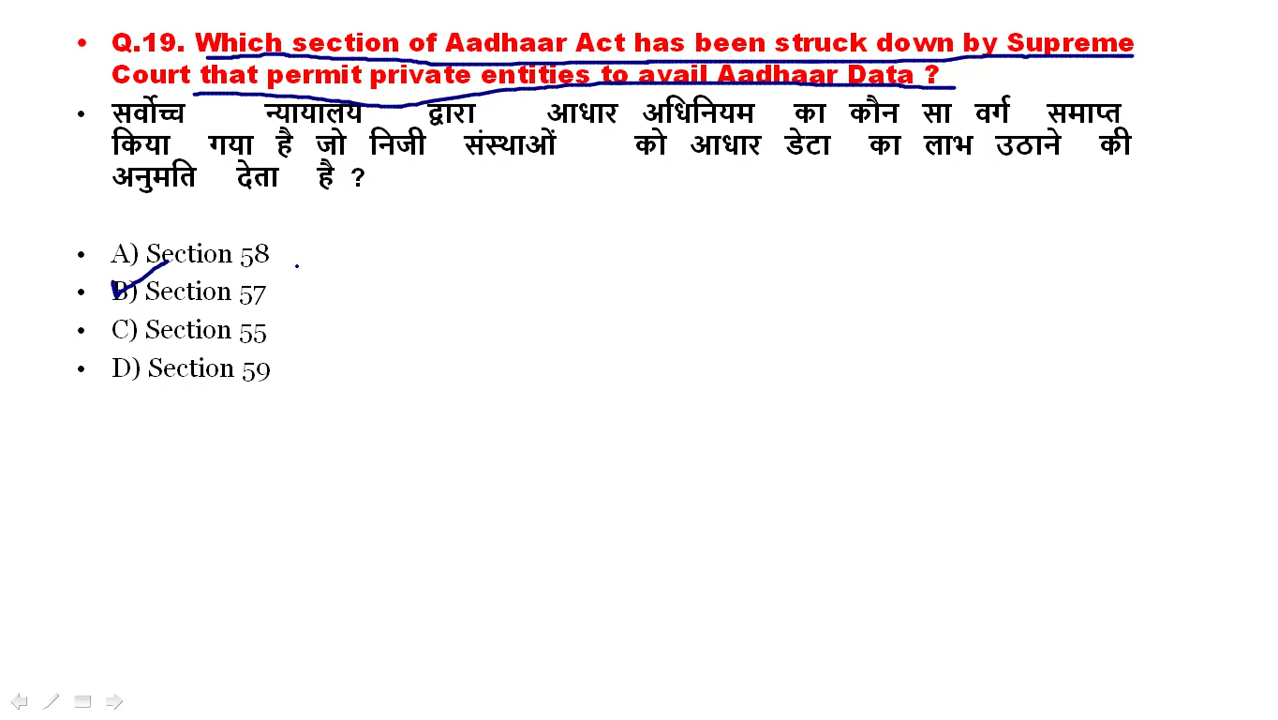 • Q.19. Which section of Aadhaar Act has been struck down by Supreme
Court that permit private entities to avail Aadhaar Data ?
• सर्वोच्च न्यायालय द्वारा आधार अधिनियम का कौन सा वर्ग समाप्त
किया गया है जो निजी संस्थाओं को आधार डेटा का लाभ उठाने की
अनुमति देता है ?
• A) Section 58
• B) Section 57
• C) Section 55
• D) Section 59